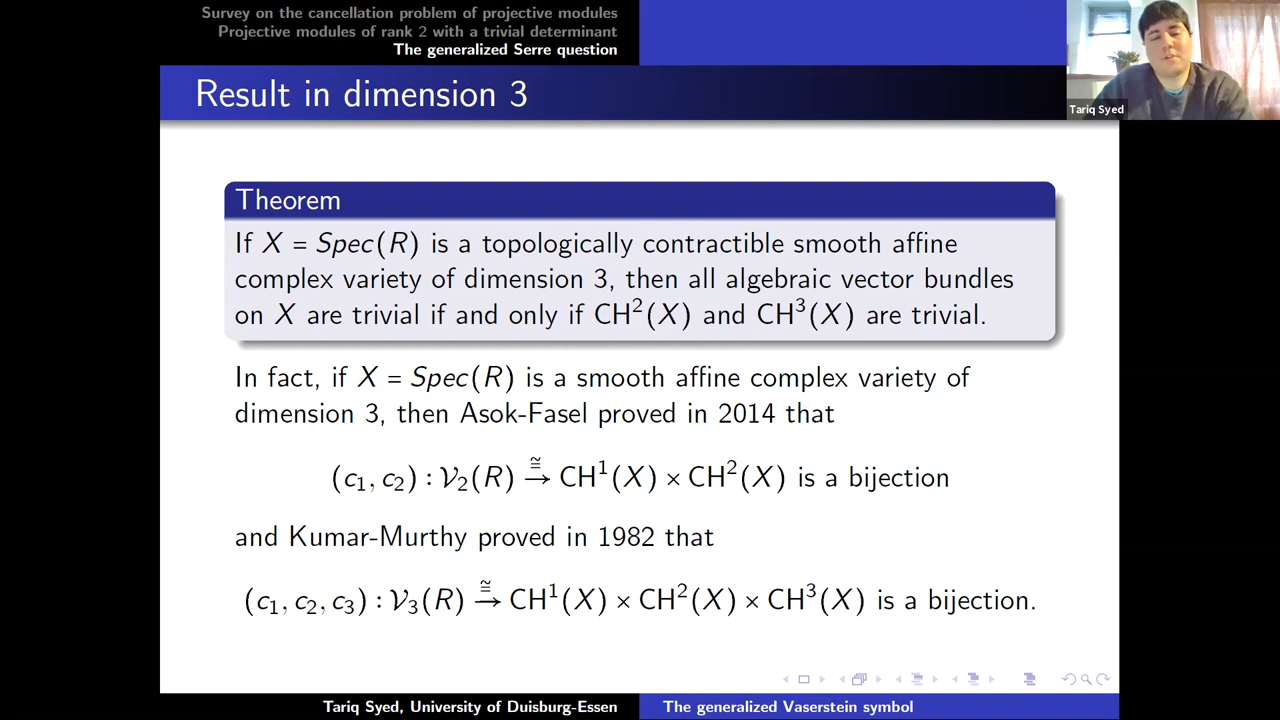 Survey on the cancellation problem of projective modules
Projective modules of rank 2 with a trivial determinant
The generalized Serre question
Result in dimension 3
Tariq Syed
Theorem
If X = Spec(R) is a topologically contractible smooth affine
complex variety of dimension 3, then all algebraic vector bundles
on X are trivial if and only if CH²(X) and CH³(X) are trivial.
In fact, if X = Spec(R) is a smooth affine complex variety of
dimension 3, then Asok-Fasel proved in 2014 that
(c₁, c₂) : 𝒱₂(R) ≅→ CH¹(X) × CH²(X) is a bijection
and Kumar-Murthy proved in 1982 that
(c₁, c₂, c₃) : 𝒱₃(R) ≅→ CH¹(X) × CH²(X) × CH³(X) is a bijection.
Tariq Syed, University of Duisburg-Essen
The generalized Vaserstein symbol